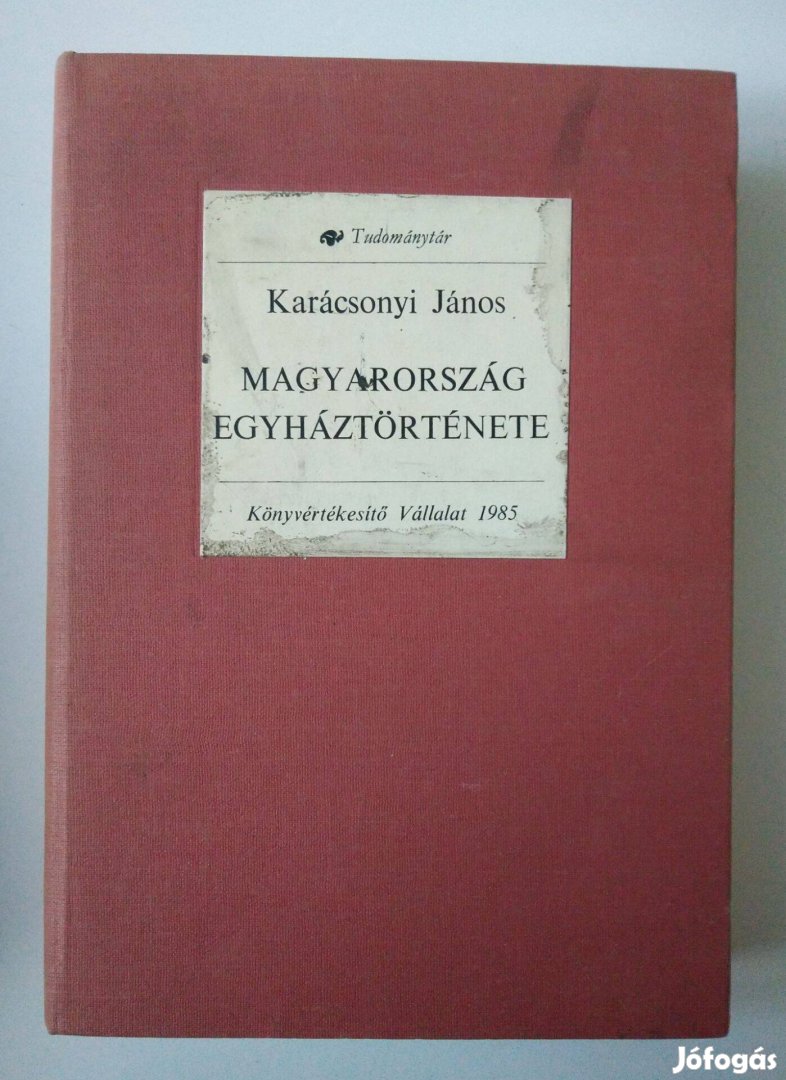 Tudománytár
Karácsonyi János
MAGYARORSZÁG
EGYHÁZTÖRTÉNETE
Könyvértékesítő Vállalat 1985
Jófogás